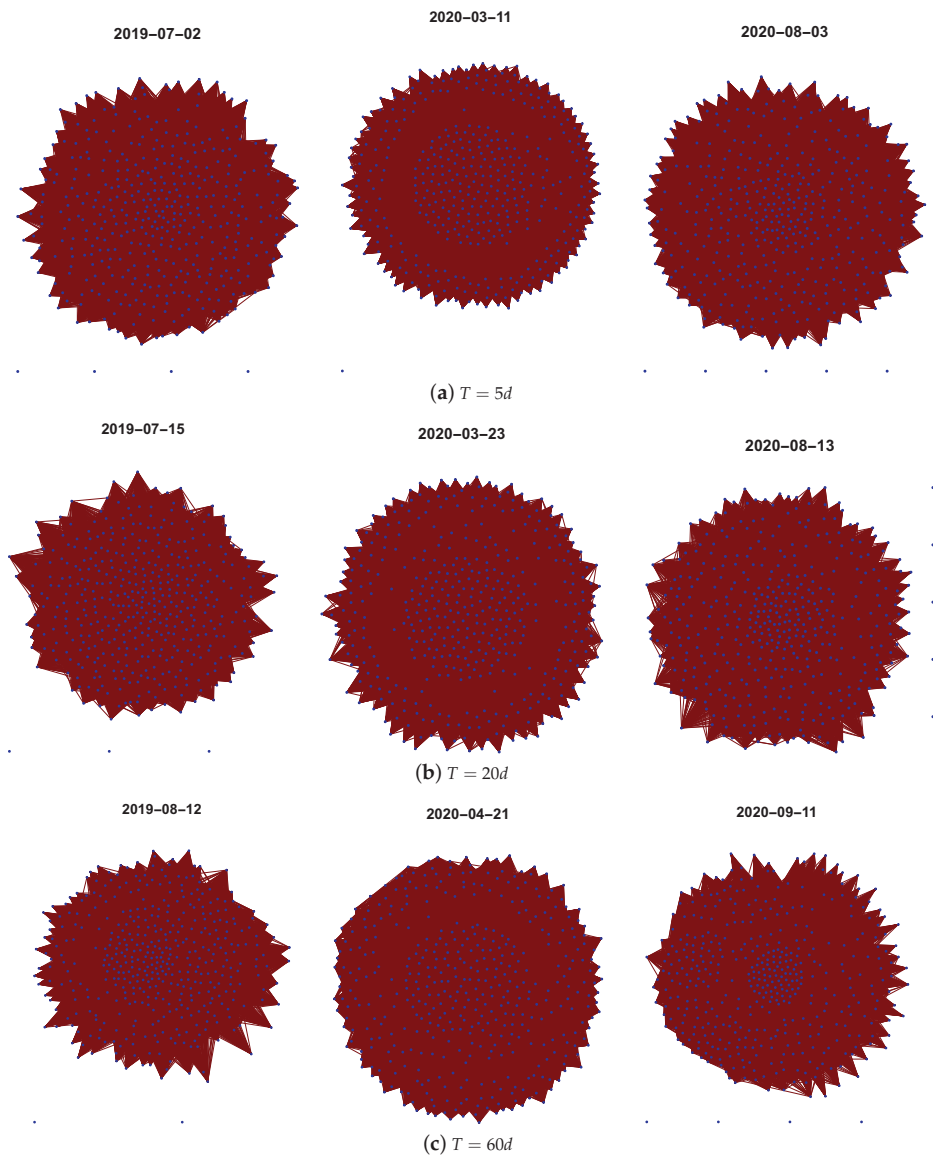 2019-07-02 2020-03-11 2020-08-03
(a) T = 5d
2019-07-15 2020-03-23 2020-08-13
(b) T = 20d
2019-08-12 2020-04-21 2020-09-11
(c) T = 60d